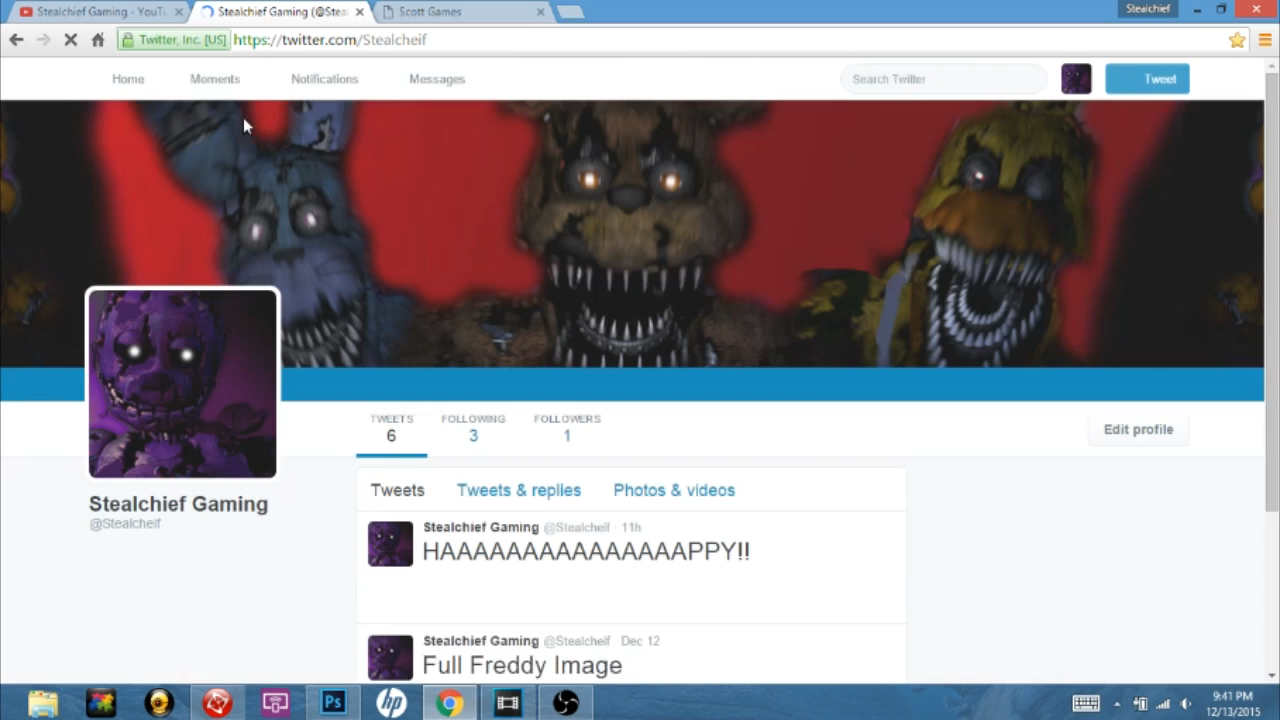 Stealchief Gaming - YouTu
Stealchief Gaming (@Steal
Scott Games
Stealchief
Twitter, Inc. [US]
https://twitter.com/Stealcheif
Home
Moments
Notifications
Messages
Search Twitter
Tweet
TWEETS
6
FOLLOWING
3
FOLLOWERS
1
Edit profile
Stealchief Gaming
@Stealcheif
Tweets
Tweets & replies
Photos & videos
Stealchief Gaming @Stealcheif · 11h
HAAAAAAAAAAAAAAAPPY!!
Stealchief Gaming @Stealcheif · Dec 12
Full Freddy Image
Ps
hp
9:41 PM
12/13/2015